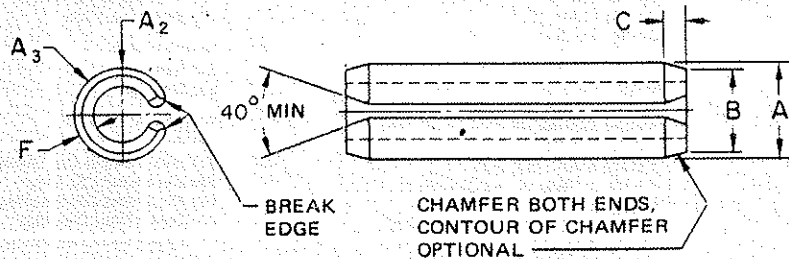 A2
A3
F
BREAK
EDGE
40° MIN
C
B
A
CHAMFER BOTH ENDS,
CONTOUR OF CHAMFER
OPTIONAL